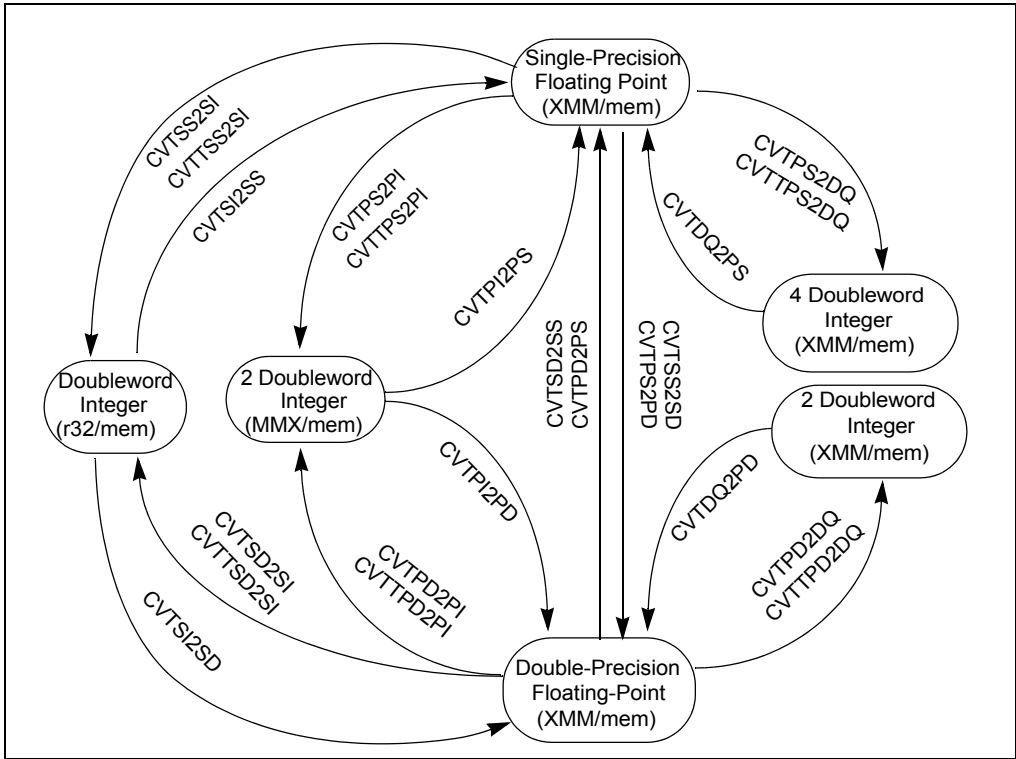 Single-Precision
Floating Point
(XMM/mem)
CVTSS2SI
CVTTSS2SI
CVTSI2SS
CVTPS2PI
CVTTPS2PI
CVTPI2PS
CVTPS2DQ
CVTTPS2DQ
CVTDQ2PS
4 Doubleword
Integer
(XMM/mem)
Doubleword
Integer
(r32/mem)
2 Doubleword
Integer
(MMX/mem)
CVTSD2SS
CVTPD2PS
CVTSS2SD
CVTPS2PD
2 Doubleword
Integer
(XMM/mem)
CVTPI2PD
CVTDQ2PD
CVTSD2SI
CVTTSD2SI
CVTPD2PI
CVTTPD2PI
CVTPD2DQ
CVTTPD2DQ
CVTSI2SD
Double-Precision
Floating-Point
(XMM/mem)